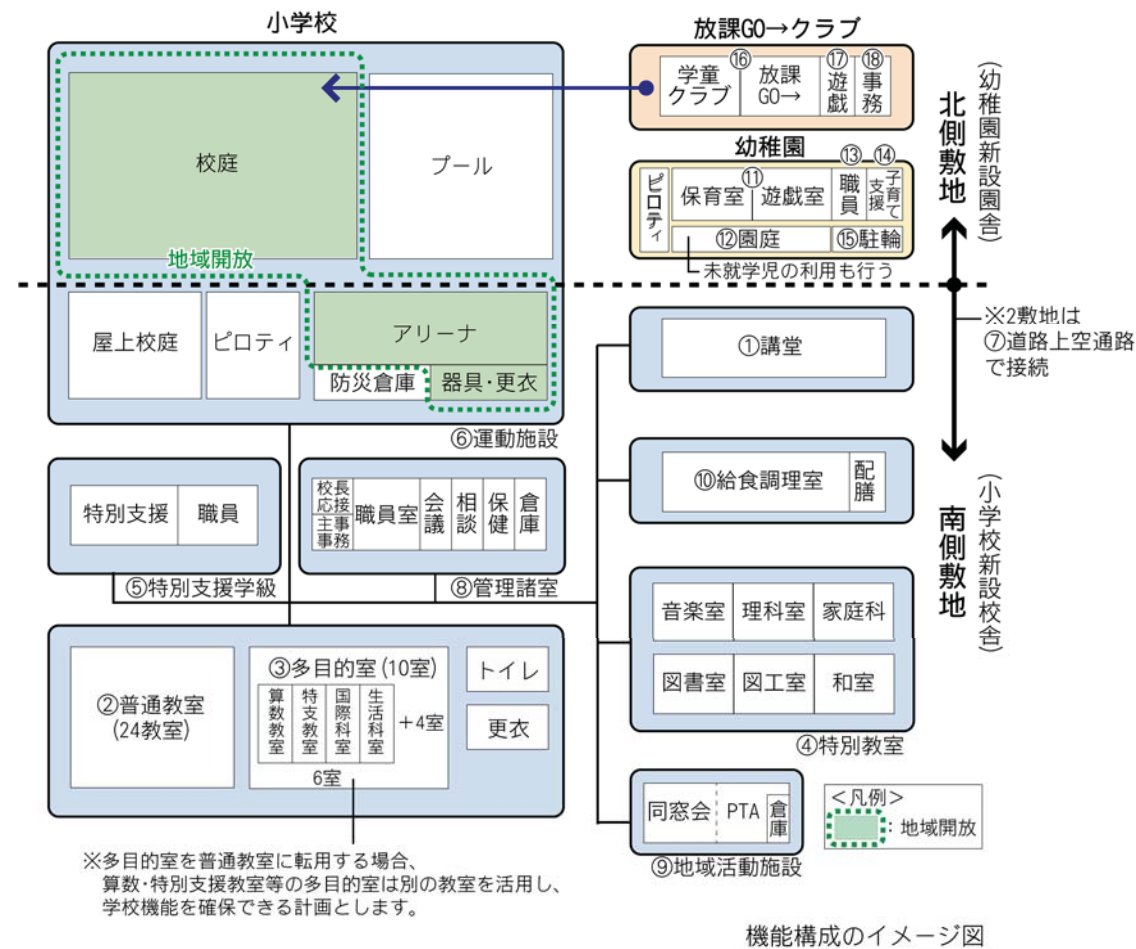 小学校
校庭
プール
地域開放
屋上校庭
ピロティ
アリーナ
防災倉庫
器具・更衣
⑥運動施設
放課GO→クラブ
学童
クラブ
⑯
放課
GO→
⑰
遊戯
⑱
事務
幼稚園
ピロティ
保育室
⑪
遊戯室
⑬
職員
⑭
子育て
支援
⑫園庭
⑮駐輪
未就学児の利用も行う
北側敷地
(幼稚園新設園舎)
※2敷地は
⑦道路上空通路
で接続
南側敷地
(小学校新設校舎)
①講堂
⑩給食調理室
配膳
特別支援
職員
⑤特別支援学級
校長
応接
主事
事務
職員室
会議
相談
保健
倉庫
⑧管理諸室
音楽室
理科室
家庭科
図書室
図工室
和室
④特別教室
②普通教室
(24教室)
③多目的室(10室)
算数教室
特支教室
国際科室
生活科室
+4室
6室
トイレ
更衣
同窓会
PTA
倉庫
⑨地域活動施設
<凡例>
:地域開放
※多目的室を普通教室に転用する場合、
算数・特別支援教室等の多目的室は別の教室を活用し、
学校機能を確保できる計画とします。
機能構成のイメージ図